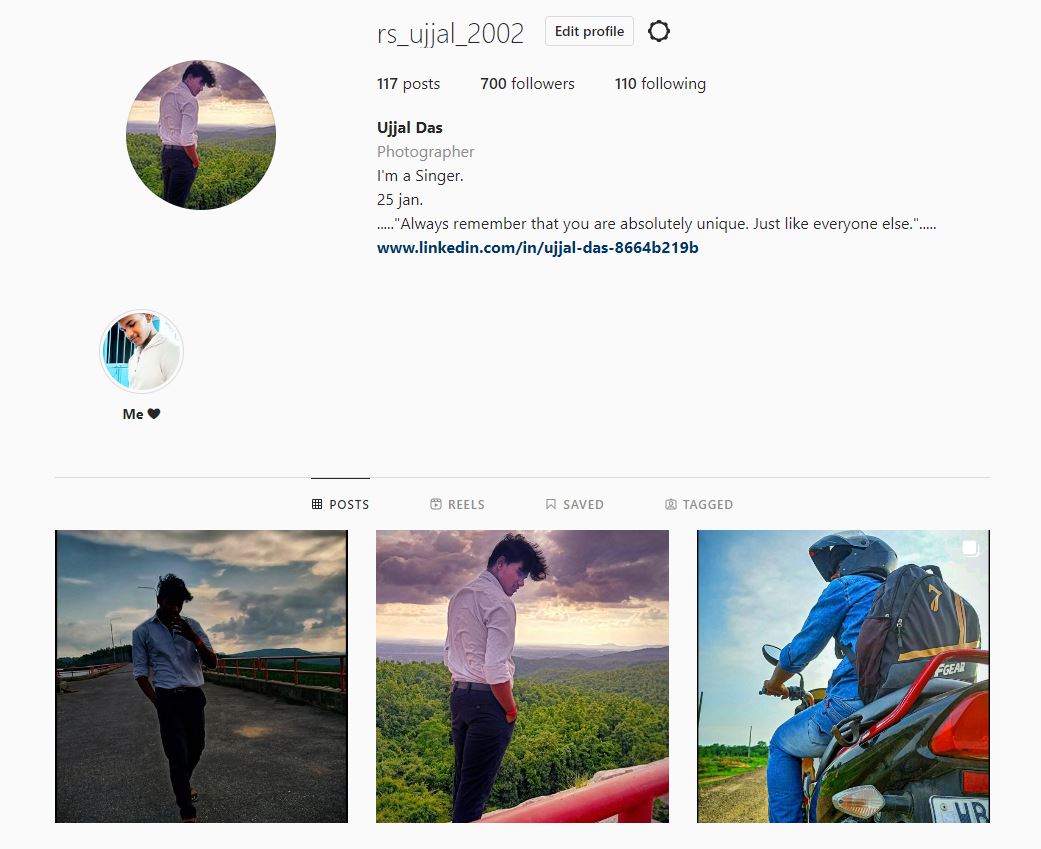 rs_ujjal_2002 Edit profile
117 posts 700 followers 110 following
Ujjal Das
Photographer
I'm a Singer.
25 jan.
....."Always remember that you are absolutely unique. Just like everyone else.".....
www.linkedin.com/in/ujjal-das-8664b219b
Me 🖤
POSTS REELS SAVED TAGGED
7
FGEAR
WB